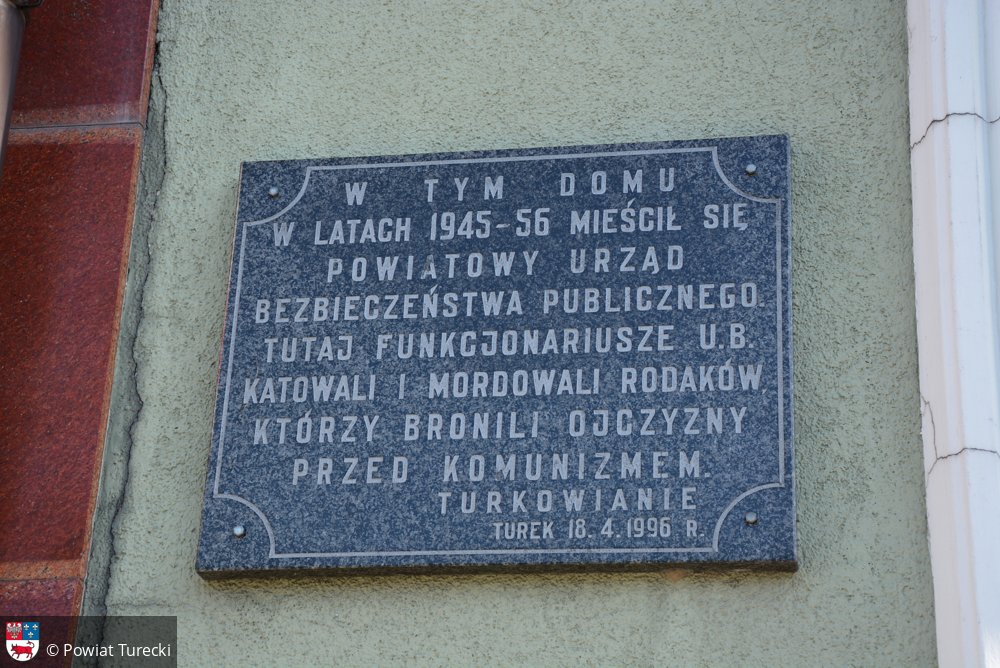 W TYM DOMU
W LATACH 1945-56 MIEŚCIŁ SIĘ
POWIATOWY URZĄD
BEZBIECZEŃSTWA PUBLICZNEGO.
TUTAJ FUNKCJONARIUSZE U.B.
KATOWALI I MORDOWALI RODAKÓW,
KTÓRZY BRONILI OJCZYZNY
PRZED KOMUNIZMEM.
TURKOWIANIE
TUREK 18.4.1996 R.
© Powiat Turecki